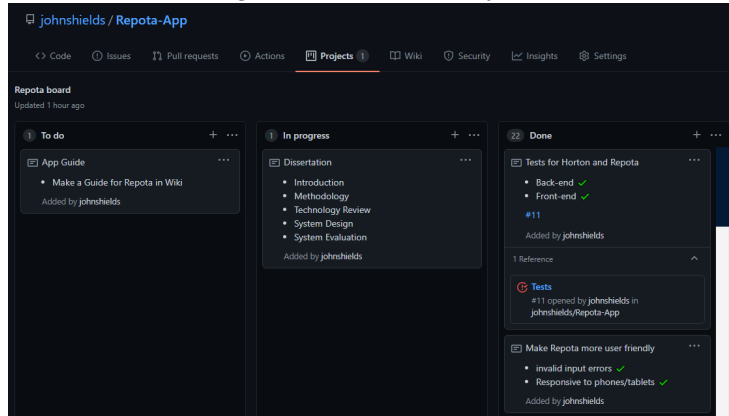 johnshields / Repota-App
<> Code Issues Pull requests Actions Projects 1 Wiki Security Insights Settings
Repota board
Updated 1 hour ago
1 To do + ...
App Guide ...
• Make a Guide for Repota in Wiki
Added by johnshields
1 In progress + ...
Dissertation ...
• Introduction
• Methodology
• Technology Review
• System Design
• System Evaluation
Added by johnshields
22 Done + ...
Tests for Horton and Repota ...
• Back-end ✓
• Front-end ✓
#11
Added by johnshields
1 Reference
Tests
#11 opened by johnshields in
johnshields/Repota-App
Make Repota more user friendly ...
• invalid input errors ✓
• Responsive to phones/tablets ✓
Added by johnshields